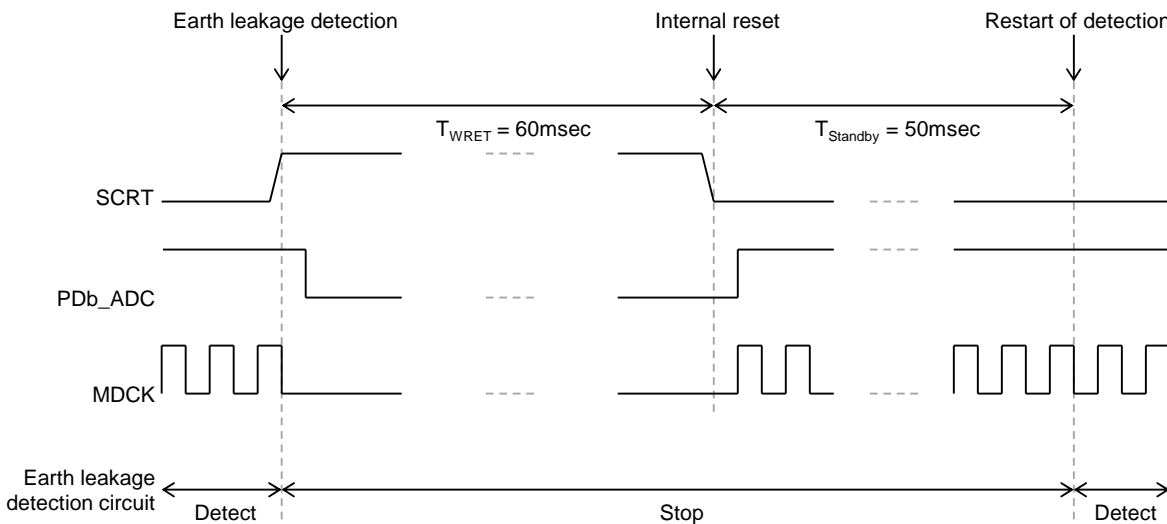 Earth leakage detection
Internal reset
Restart of detection
T_WRET = 60msec
T_Standby = 50msec
SCRT
PDb_ADC
MDCK
Earth leakage
detection circuit
Detect
Stop
Detect